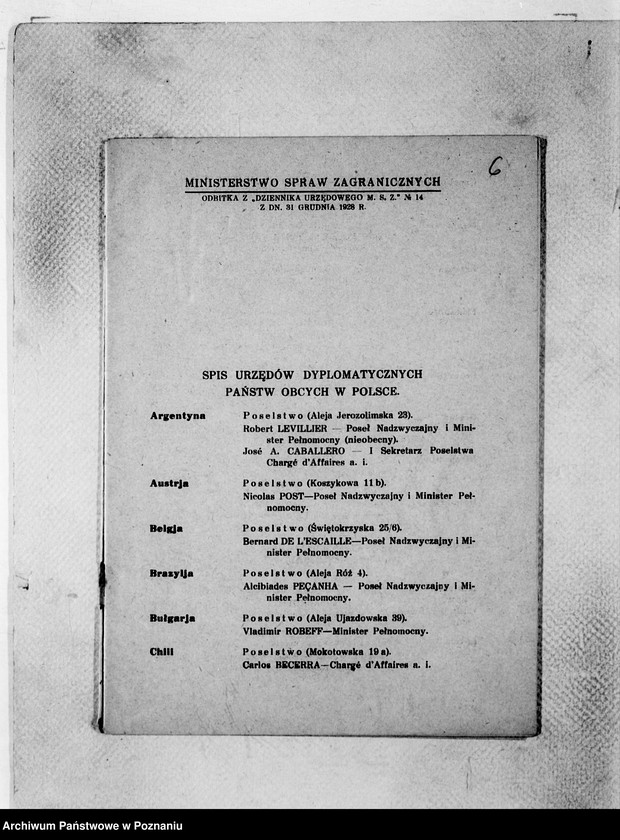 6
MINISTERSTWO SPRAW ZAGRANICZNYCH
ODBITKA Z „DZIENNIKA URZĘDOWEGO M. S. Z.” № 14
Z DN. 31 GRUDNIA 1928 R.
SPIS URZĘDÓW DYPLOMATYCZNYCH
PAŃSTW OBCYCH W POLSCE.
Argentyna Poselstwo (Aleja Jerozolimska 23).
Robert LEVILLIER — Poseł Nadzwyczajny i Mini-
ster Pełnomocny (nieobecny).
José A. CABALLERO — I Sekretarz Poselstwa
Chargé d'Affaires a. i.
Austrja Poselstwo (Koszykowa 11 b).
Nicolas POST—Poseł Nadzwyczajny i Minister Peł-
nomocny.
Belgja Poselstwo (Świętokrzyska 25/6).
Bernard DE L'ESCAILLE—Poseł Nadzwyczajny i Mi-
nister Pełnomocny.
Brazylja Poselstwo (Aleja Róż 4).
Alcibiades PEÇANHA — Poseł Nadzwyczajny i Mi-
nister Pełnomocny.
Bułgarja Poselstwo (Aleja Ujazdowska 39).
Vladimir ROBEFF—Minister Pełnomocny.
Chili Poselstwo (Mokotowska 19 a).
Carlos BECERRA—Chargé d'Affaires a. i.
Archiwum Państwowe w Poznaniu